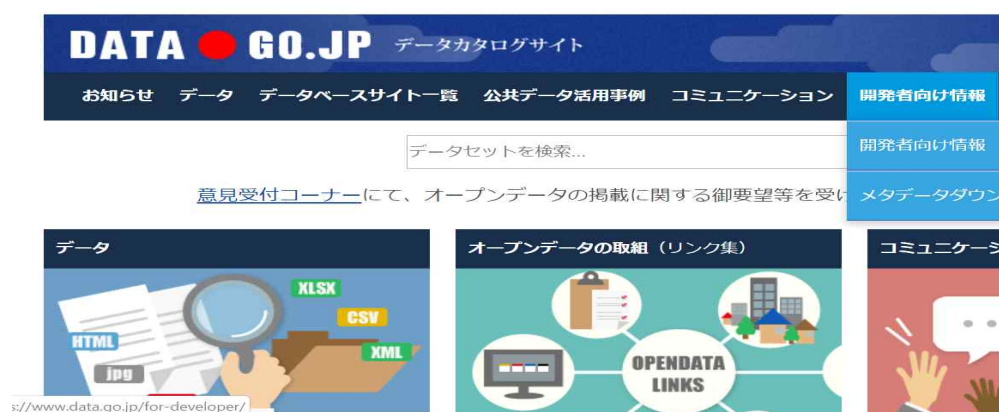 DATA GO.JP データカタログサイト
お知らせ データ データベースサイト一覧 公共データ活用事例 コミュニケーション 開発者向け情報
データセットを検索...
開発者向け情報
意見受付コーナーにて、オープンデータの掲載に関する御要望等を受け
メタデータダウン
データ
オープンデータの取組（リンク集）
コミュニケーシ
XLSX
CSV
HTML
XML
jpg
OPENDATA
LINKS
s://www.data.go.jp/for-developer/